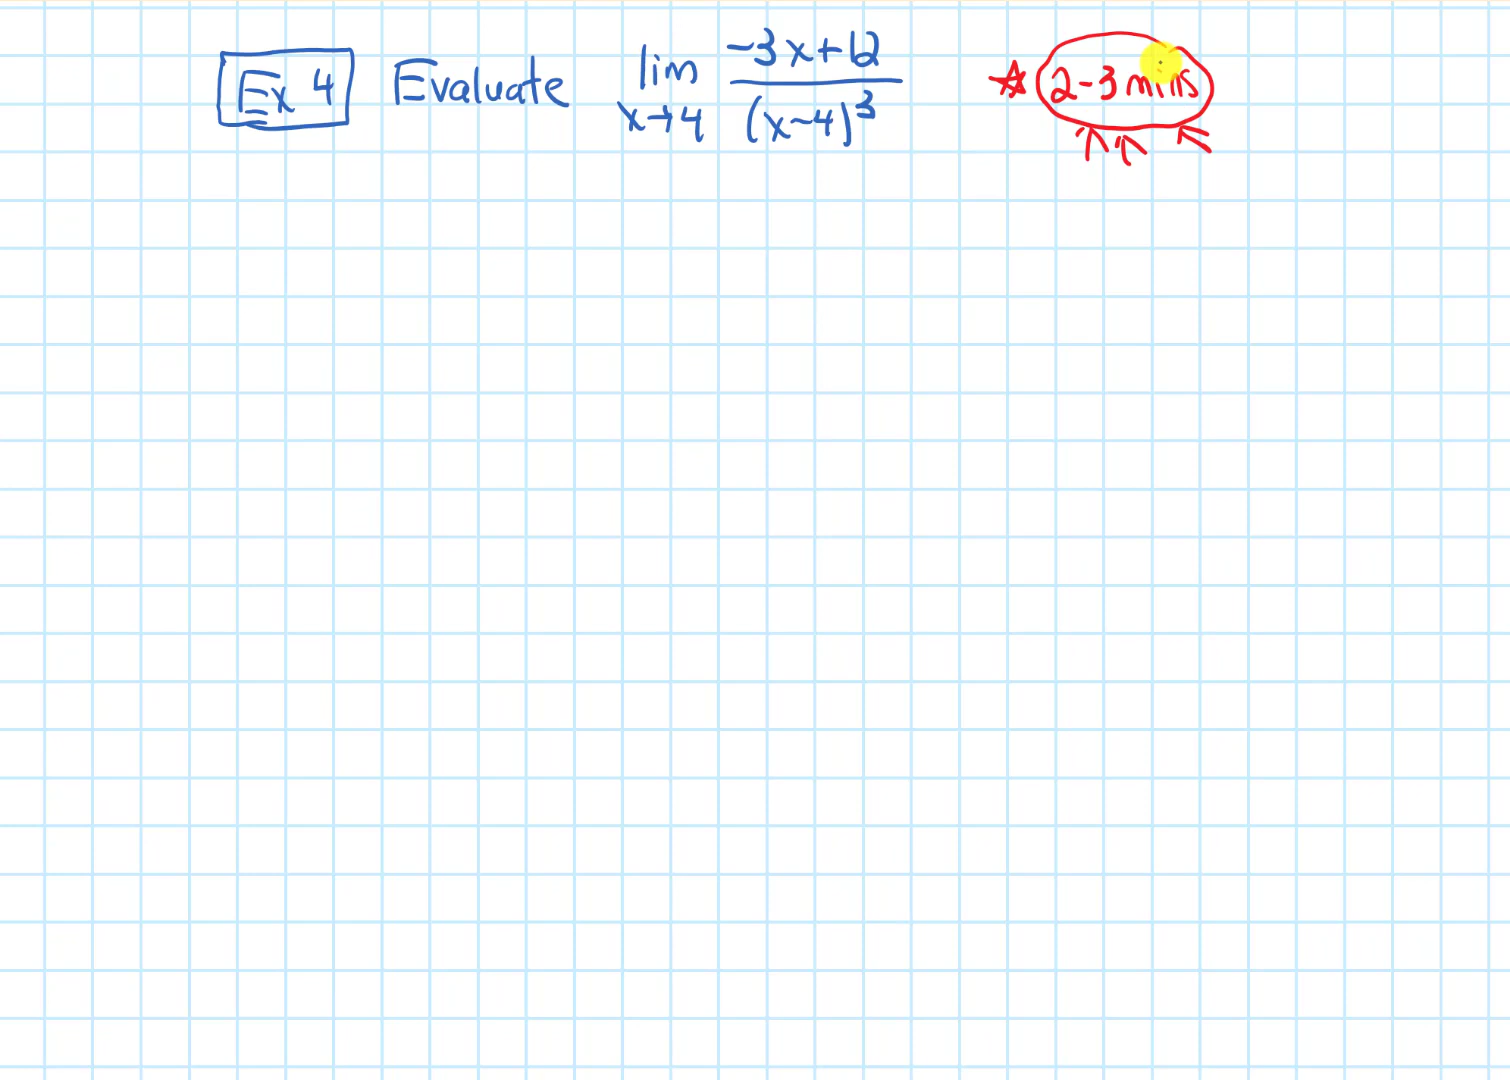 Ex 4 Evaluate lim x→4 (-3x+12)/(x-4)^3 ☆ 2-3 mins